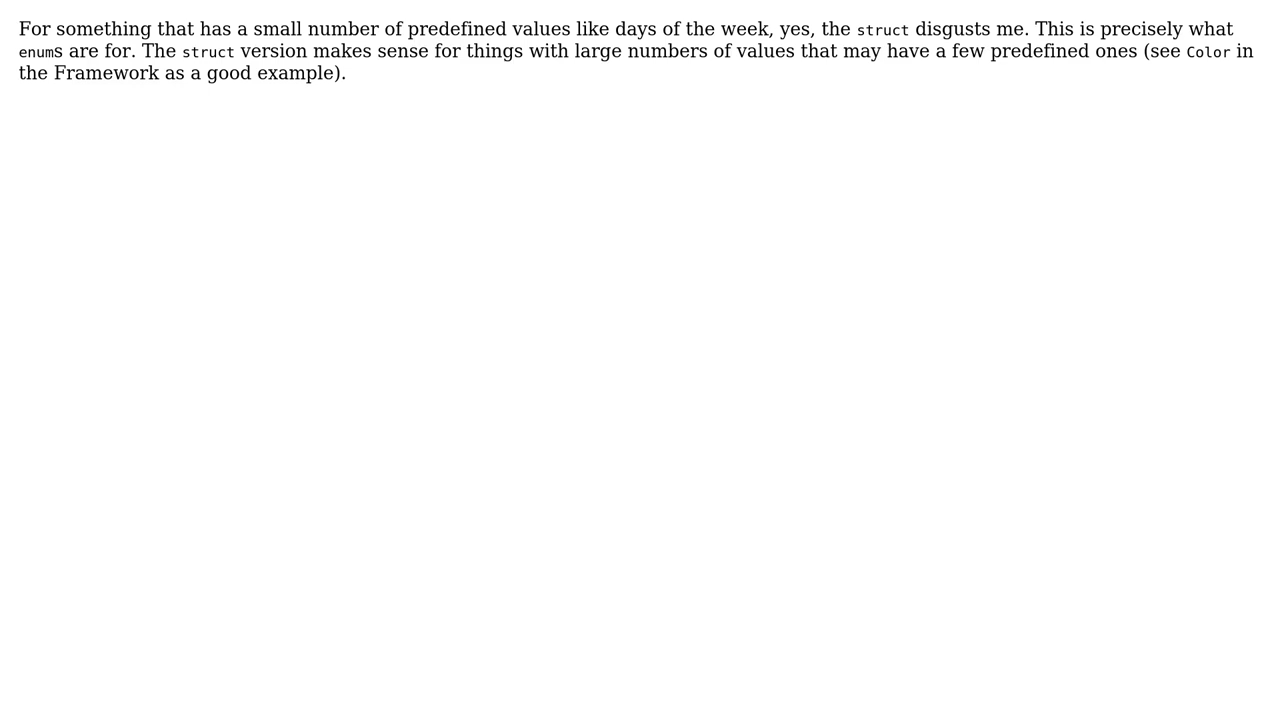 For something that has a small number of predefined values like days of the week, yes, the struct disgusts me. This is precisely what
enums are for. The struct version makes sense for things with large numbers of values that may have a few predefined ones (see Color in
the Framework as a good example).